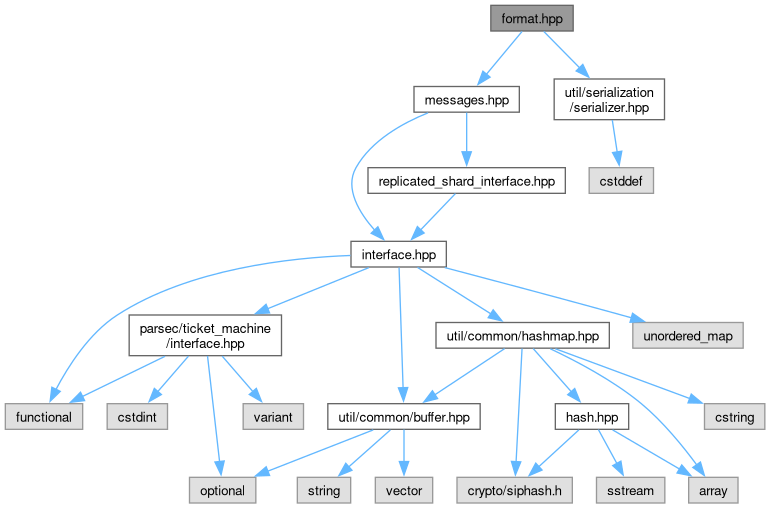 format.hpp
messages.hpp
util/serialization
/serializer.hpp
replicated_shard_interface.hpp
cstddef
interface.hpp
parsec/ticket_machine
/interface.hpp
util/common/hashmap.hpp
unordered_map
functional
cstdint
variant
util/common/buffer.hpp
hash.hpp
cstring
optional
string
vector
crypto/siphash.h
sstream
array